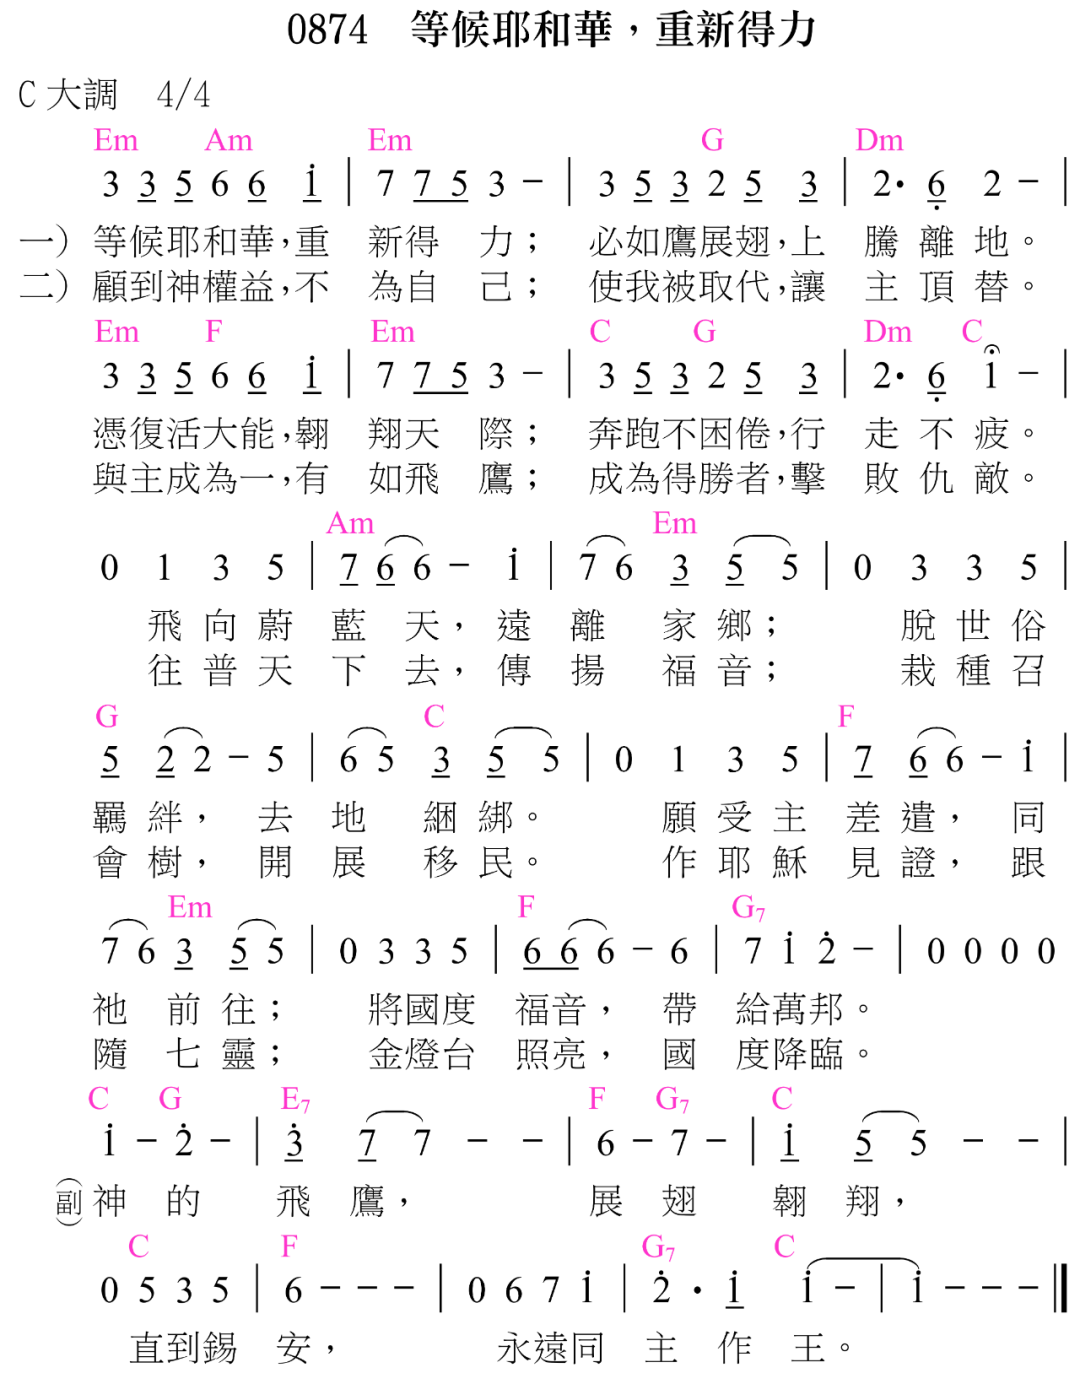 0874 等候耶和華，重新得力
C 大調 4/4
Em Am Em G Dm
3 3 5 6 6 i | 7 7 5 3 - | 3 5 3 2 5 3 | 2· 6 2 - |
一）等候耶和華，重 新得 力； 必如鷹展翅，上 騰 離 地。
二）顧到神權益，不 為自 己； 使我被取代，讓 主 頂 替。
Em F Em C G Dm C
3 3 5 6 6 i | 7 7 5 3 - | 3 5 3 2 5 3 | 2· 6 i - |
憑復活大能，翱 翔天 際； 奔跑不困倦，行 走 不 疲。
與主成為一，有 如飛 鷹； 成為得勝者，擊 敗 仇 敵。
Am Em
0 1 3 5 | 7 6 6 - i | 7 6 3 5 5 | 0 3 3 5 |
飛 向 蔚 藍 天， 遠 離 家 鄉； 脫 世 俗
往 普 天 下 去， 傳 揚 福 音； 栽 種 召
G C F
5 2 2 - 5 | 6 5 3 5 5 | 0 1 3 5 | 7 6 6 - i |
羈 絆， 去 地 綑 綁。 願 受 主 差 遣， 同
會 樹， 開 展 移 民。 作 耶 穌 見 證， 跟
Em F G7
7 6 3 5 5 | 0 3 3 5 | 6 6 6 - 6 | 7 i 2 - | 0 0 0 0
祂 前 往； 將國度 福音， 帶 給萬邦。
隨 七 靈； 金燈台 照亮， 國 度降臨。
C G E7 F G7 C
i - 2 - | 3 7 7 - - | 6 - 7 - | i 5 5 - - |
（副）神 的 飛 鷹， 展 翅 翱 翔，
C F G7 C
0 5 3 5 | 6 - - - | 0 6 7 i | 2 · i i - | i - - - ‖
直到錫 安， 永遠同 主 作 王。